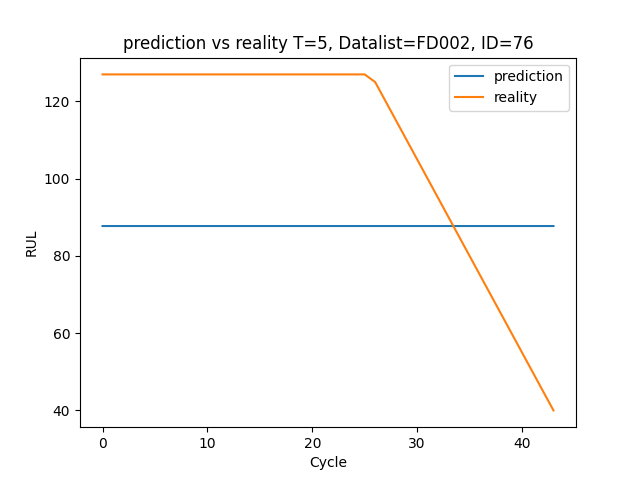 prediction vs reality T=5, Datalist=FD002, ID=76
prediction
reality
120
100
80
60
40
RUL
0
10
20
30
40
Cycle